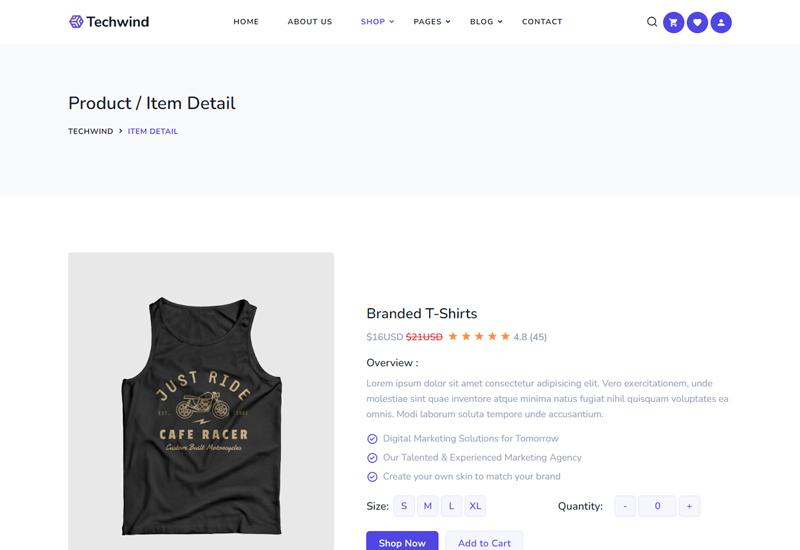 Techwind
HOME ABOUT US SHOP PAGES BLOG CONTACT
Product / Item Detail
TECHWIND > ITEM DETAIL
JUST RIDE
EST.
CAFE RACER
Custom Built Motorcycles
Branded T-Shirts
$16USD $21USD ★★★★★ 4.8 (45)
Overview :
Lorem ipsum dolor sit amet consectetur adipisicing elit. Vero exercitationem, unde
molestiae sint quae inventore atque minima natus fugiat nihil quisquam voluptates ea
omnis. Modi laborum soluta tempore unde accusantium.
Digital Marketing Solutions for Tomorrow
Our Talented & Experienced Marketing Agency
Create your own skin to match your brand
Size: S M L XL Quantity: - 0 +
Shop Now Add to Cart